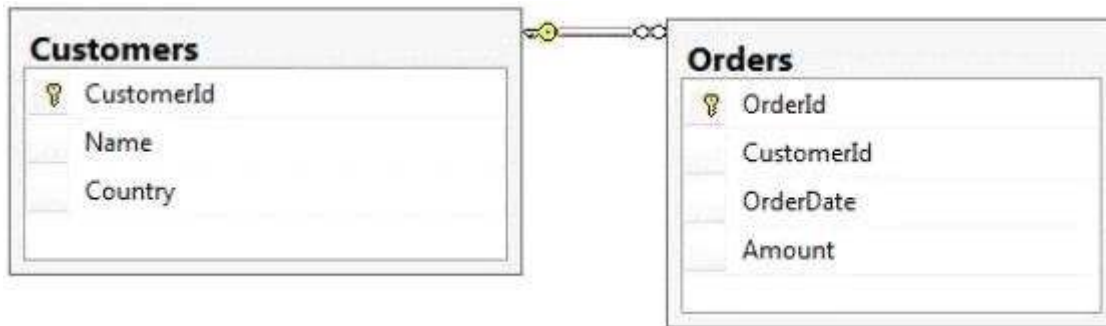 Customers
CustomerId
Name
Country
Orders
OrderId
CustomerId
OrderDate
Amount